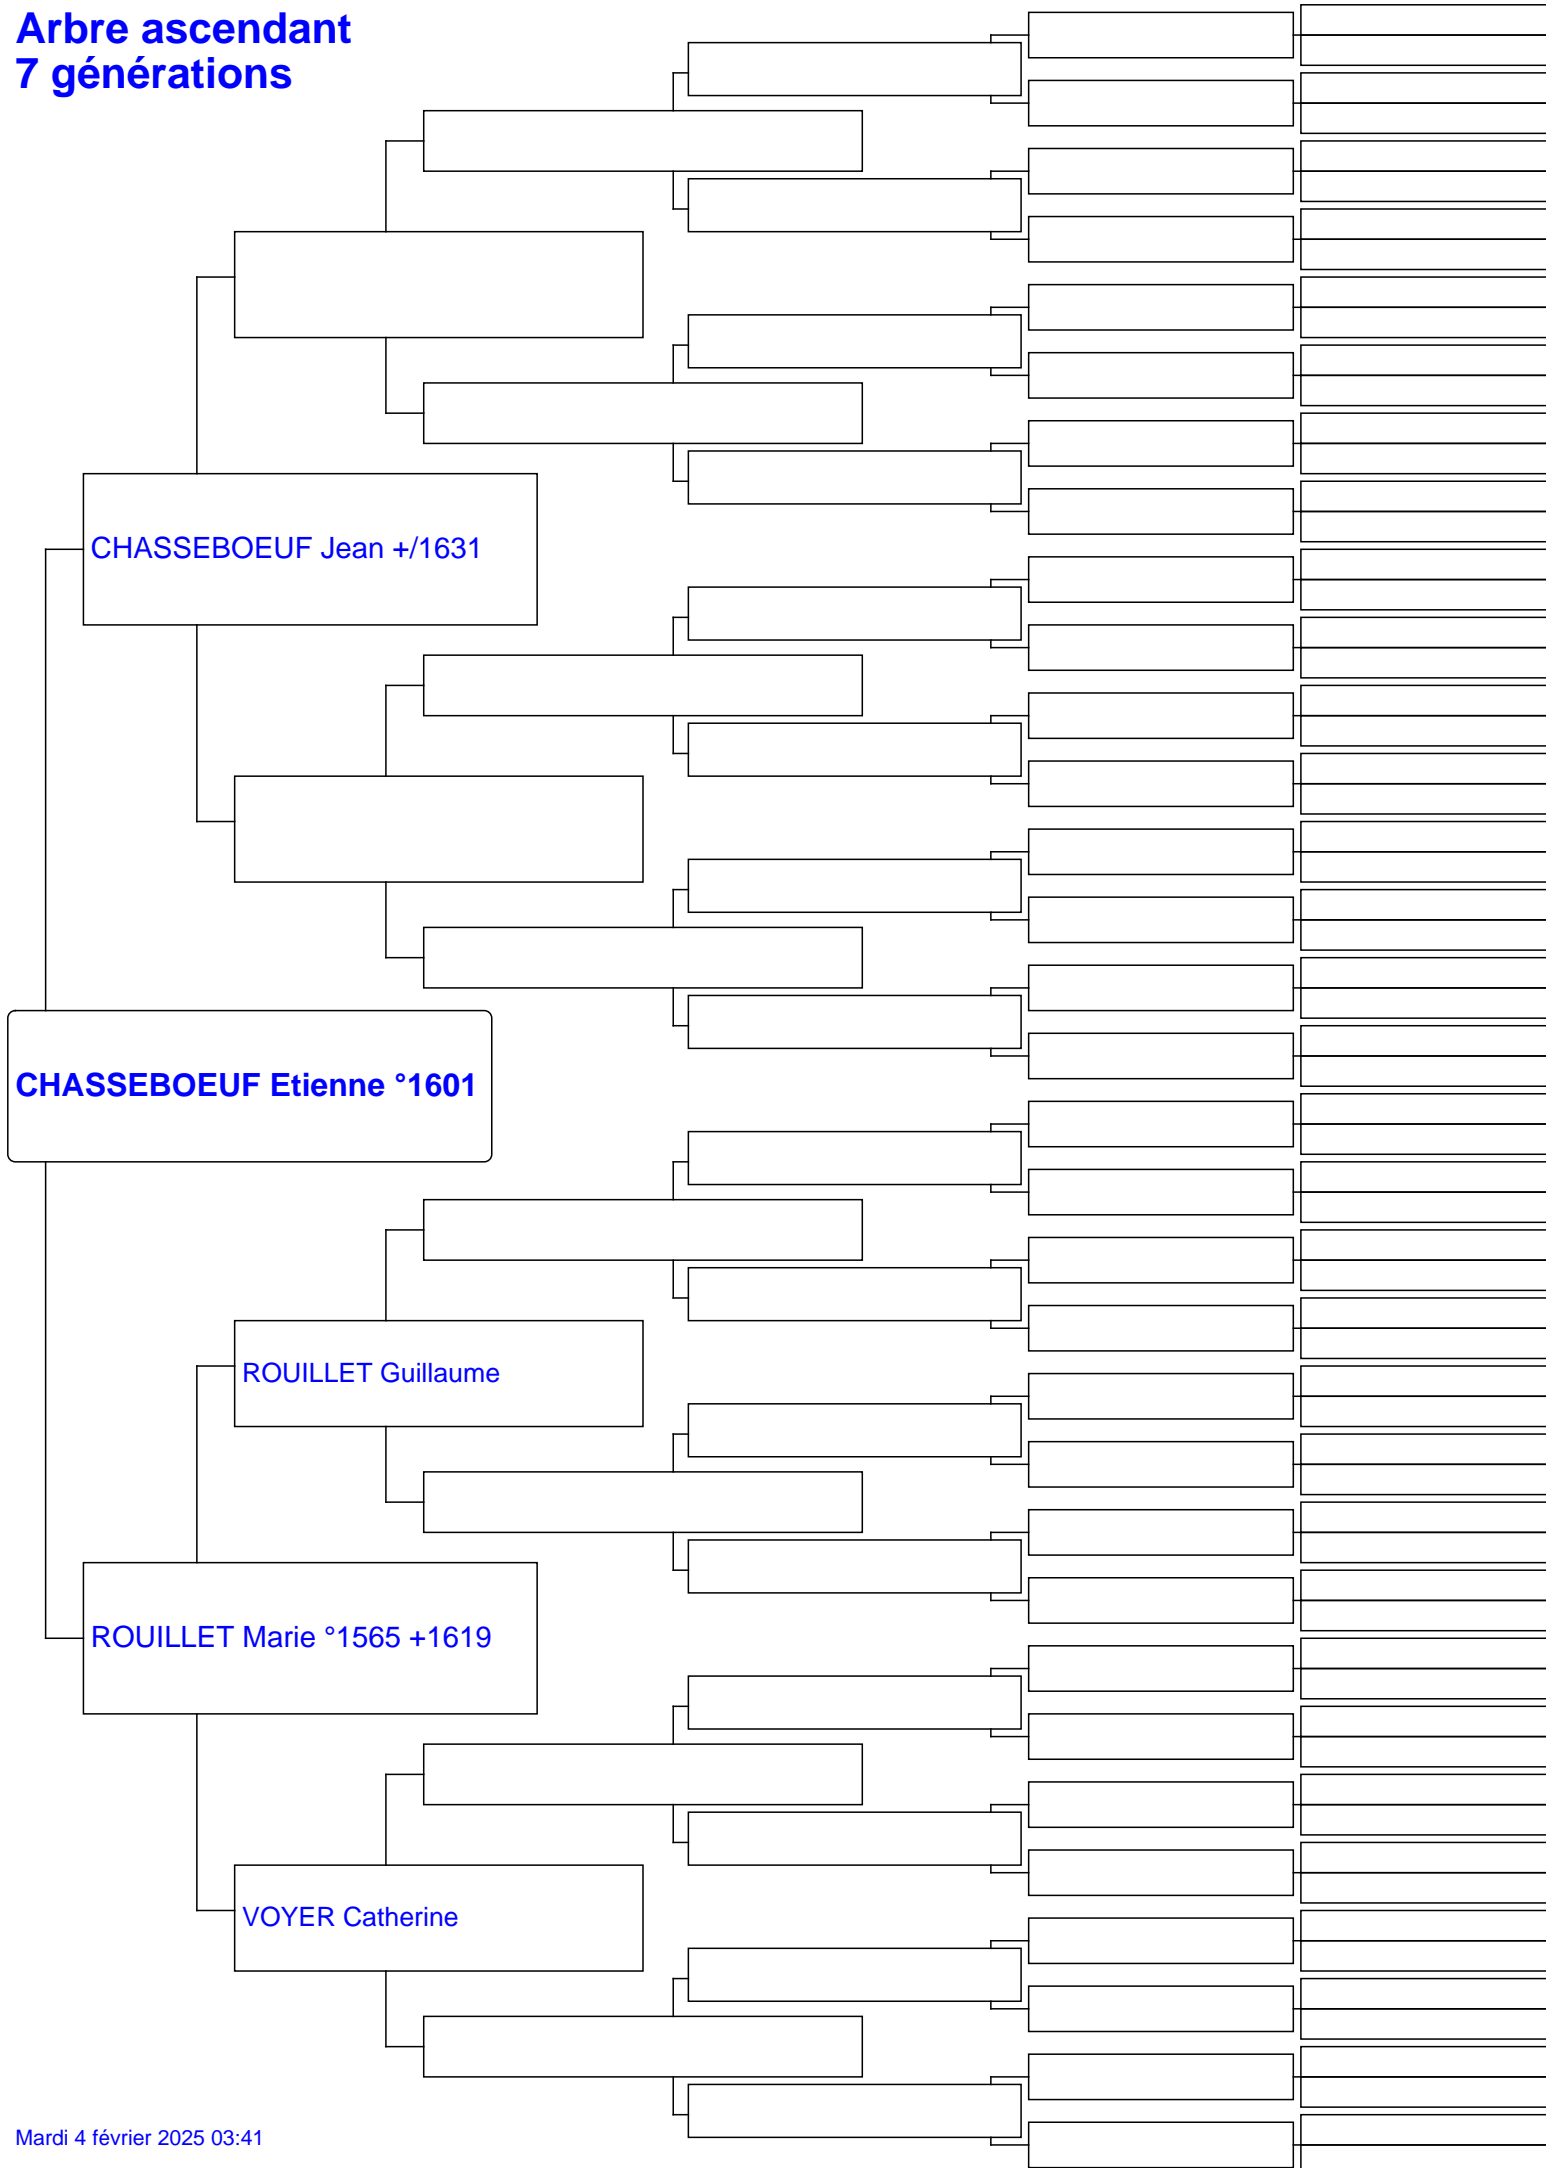 Arbre ascendant
7 générations
CHASSEBOEUF Jean +/1631
CHASSEBOEUF Etienne °1601
ROUILLET Guillaume
ROUILLET Marie °1565 +1619
VOYER Catherine
Mardi 4 février 2025 03:41